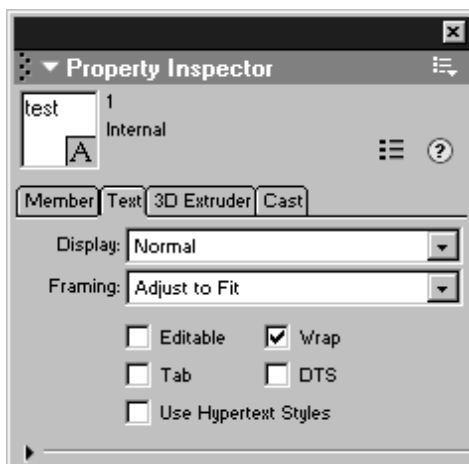 Property Inspector
test
1
Internal
A
?
Member Text 3D Extruder Cast
Display: Normal
Framing: Adjust to Fit
Editable Wrap
Tab DTS
Use Hypertext Styles